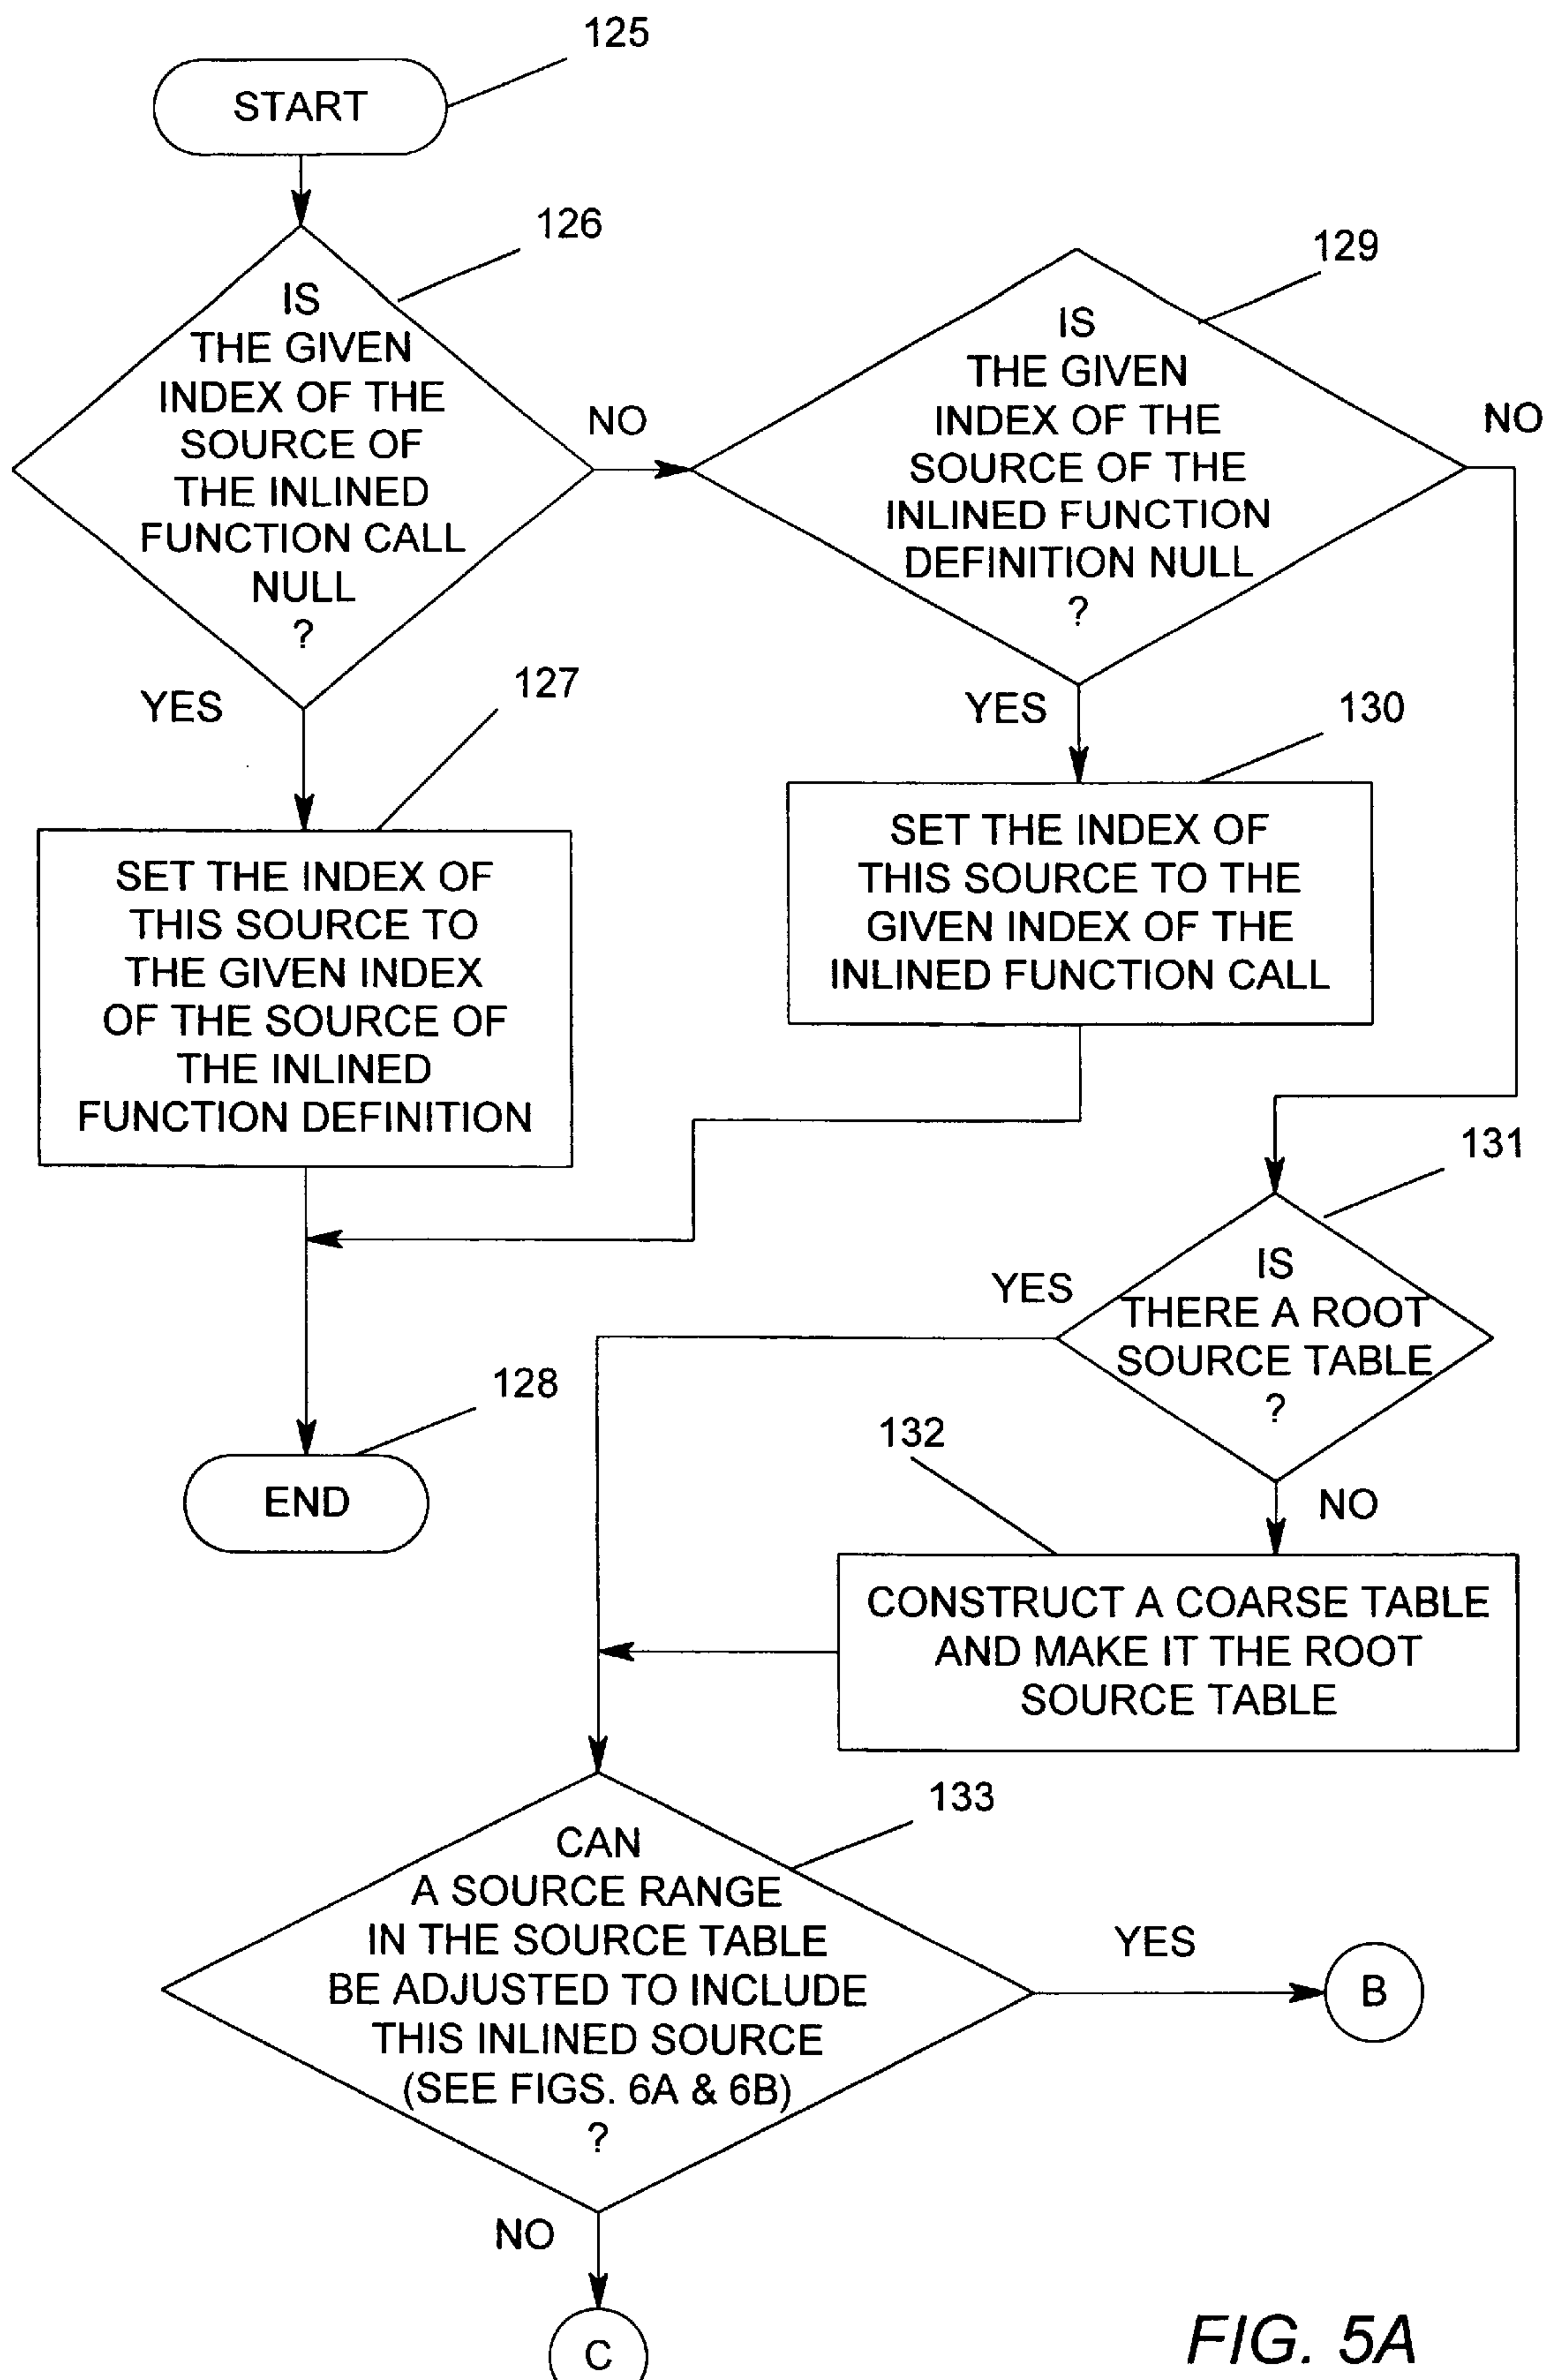 125
START
126
IS
THE GIVEN
INDEX OF THE
SOURCE OF
THE INLINED
FUNCTION CALL
NULL
?
NO
129
IS
THE GIVEN
INDEX OF THE
SOURCE OF THE
INLINED FUNCTION
DEFINITION NULL
?
NO
YES
127
SET THE INDEX OF
THIS SOURCE TO
THE GIVEN INDEX
OF THE SOURCE OF
THE INLINED
FUNCTION DEFINITION
YES
130
SET THE INDEX OF
THIS SOURCE TO THE
GIVEN INDEX OF THE
INLINED FUNCTION CALL
131
IS
THERE A ROOT
SOURCE TABLE
?
YES
128
END
NO
132
CONSTRUCT A COARSE TABLE
AND MAKE IT THE ROOT
SOURCE TABLE
133
CAN
A SOURCE RANGE
IN THE SOURCE TABLE
BE ADJUSTED TO INCLUDE
THIS INLINED SOURCE
(SEE FIGS. 6A & 6B)
?
YES
B
NO
C
FIG. 5A